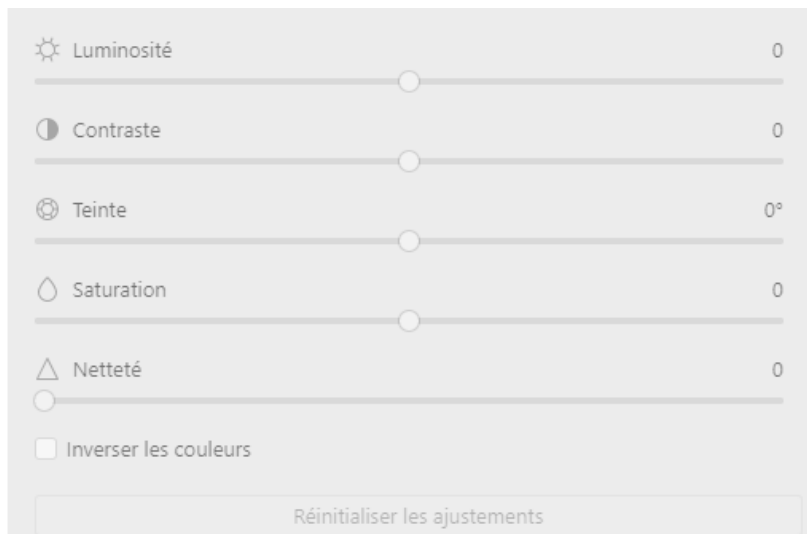 Luminosité 0
Contraste 0
Teinte 0°
Saturation 0
Netteté 0
Inverser les couleurs
Réinitialiser les ajustements